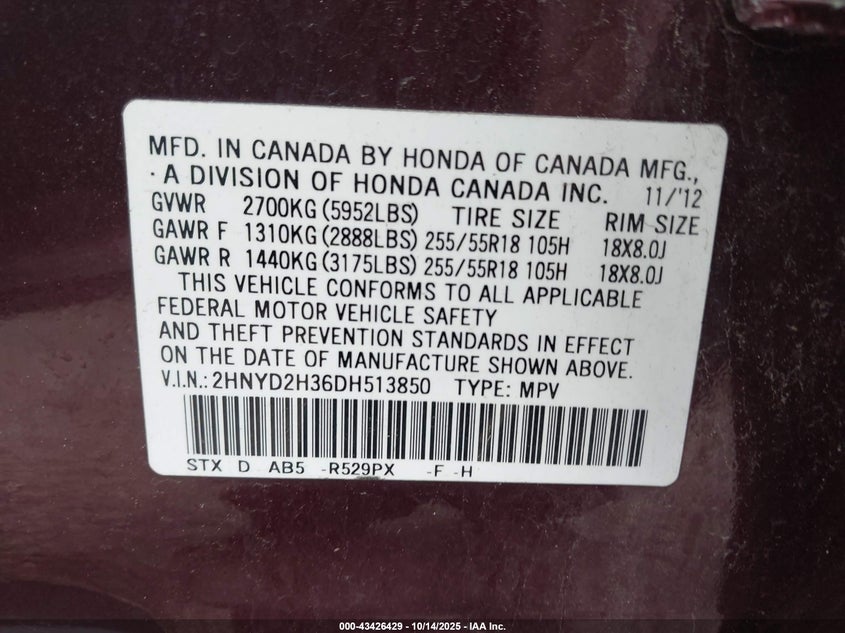 MFD. IN CANADA BY HONDA OF CANADA MFG.,
A DIVISION OF HONDA CANADA INC. 11/'12
GVWR 2700KG (5952LBS) TIRE SIZE RIM SIZE
GAWR F 1310KG (2888LBS) 255/55R18 105H 18X8.0J
GAWR R 1440KG (3175LBS) 255/55R18 105H 18X8.0J
THIS VEHICLE CONFORMS TO ALL APPLICABLE
FEDERAL MOTOR VEHICLE SAFETY
AND THEFT PREVENTION STANDARDS IN EFFECT
ON THE DATE OF MANUFACTURE SHOWN ABOVE.
V.I.N.: 2HNYD2H36DH513850 TYPE: MPV
STX D AB5 -R529PX -F -H
000-43426429 - 10/14/2025 - IAA Inc.